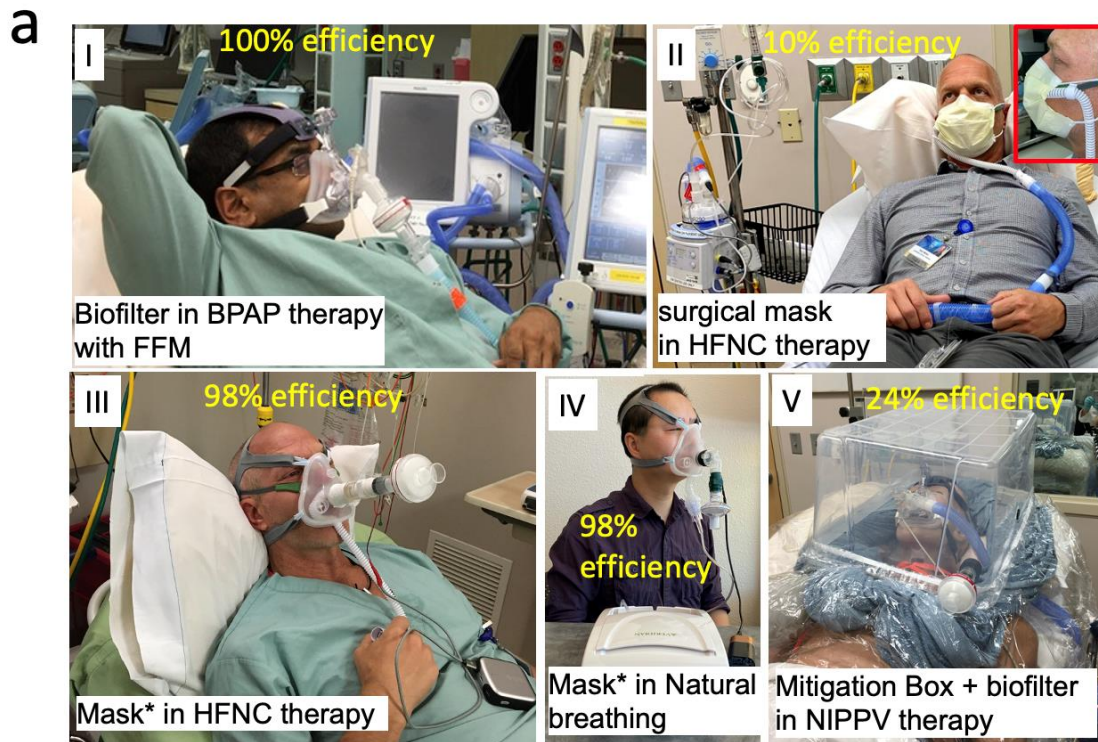 a
I
100% efficiency
Biofilter in BPAP therapy
with FFM
II
10% efficiency
surgical mask
in HFNC therapy
III
98% efficiency
Mask* in HFNC therapy
IV
98%
efficiency
Mask* in Natural
breathing
V
24% efficiency
Mitigation Box + biofilter
in NIPPV therapy